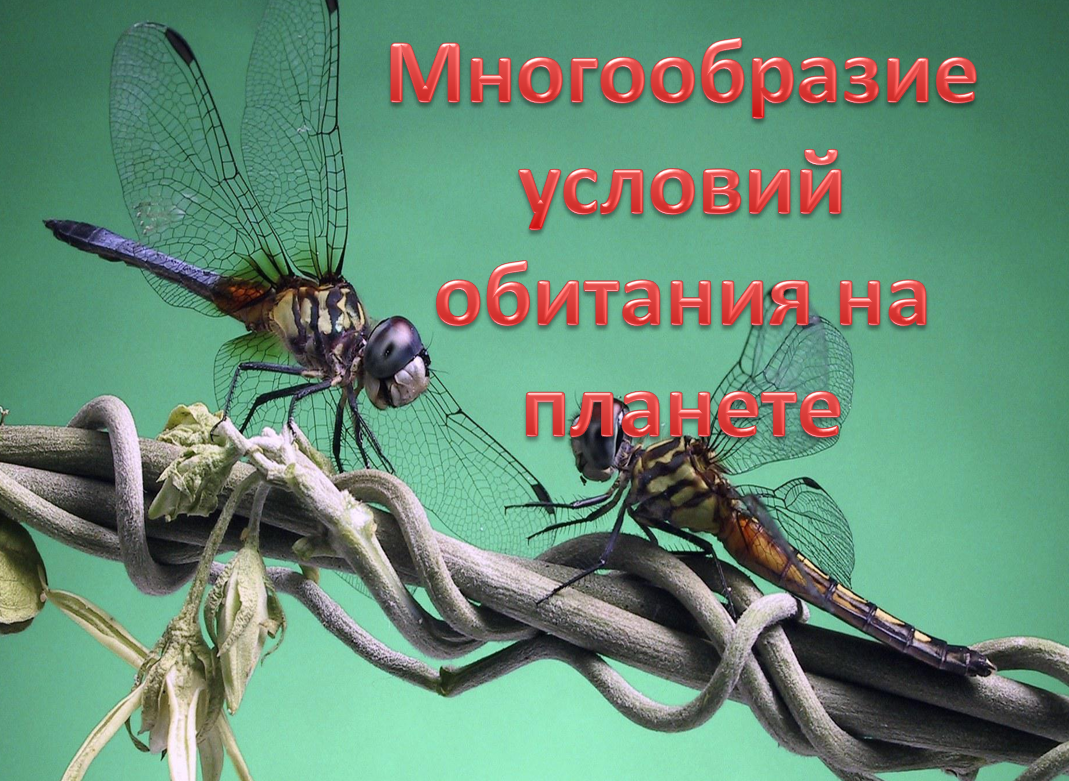 Многообразие
условий
обитания на
планете